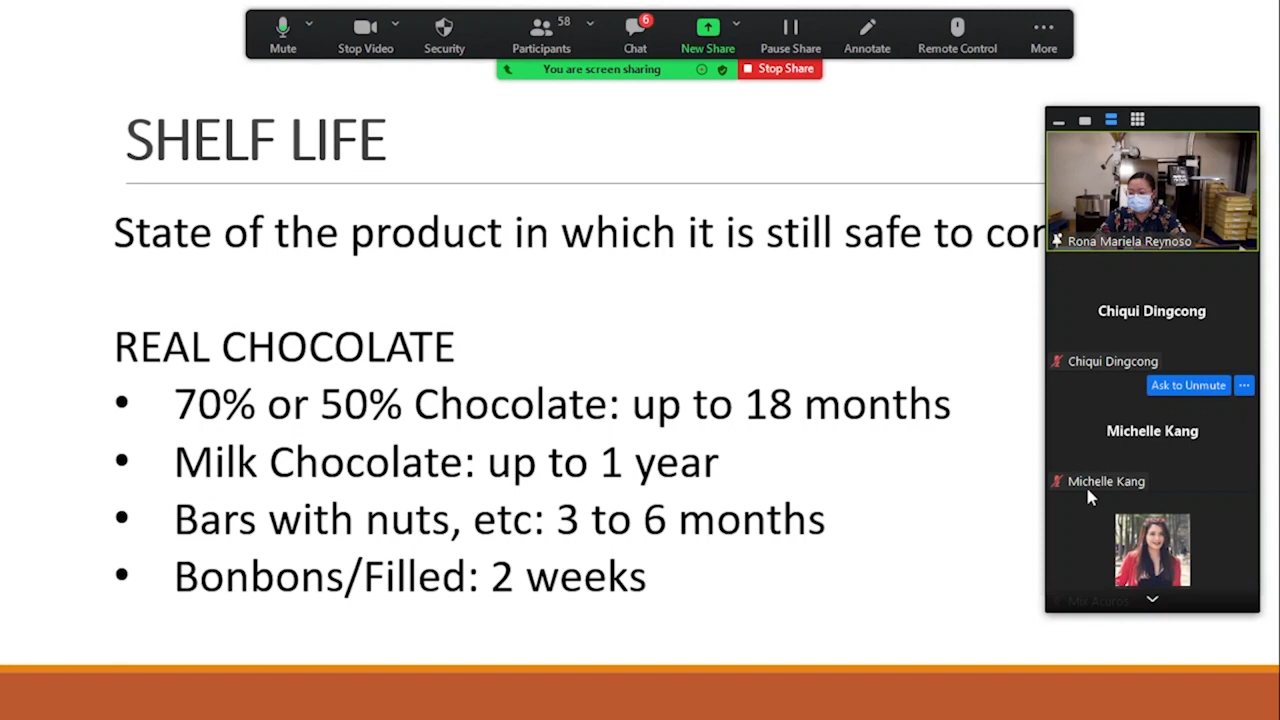 58
6
Mute
Stop Video
Security
Participants
Chat
New Share
Pause Share
Annotate
Remote Control
More
You are screen sharing
Stop Share
SHELF LIFE
State of the product in which it is still safe to
REAL CHOCOLATE
• 70% or 50% Chocolate: up to 18 months
• Milk Chocolate: up to 1 year
• Bars with nuts, etc: 3 to 6 months
• Bonbons/Filled: 2 weeks
Rona Mariela Reynoso
Chiqui Dingcong
Chiqui Dingcong
Ask to Unmute
Michelle Kang
Michelle Kang